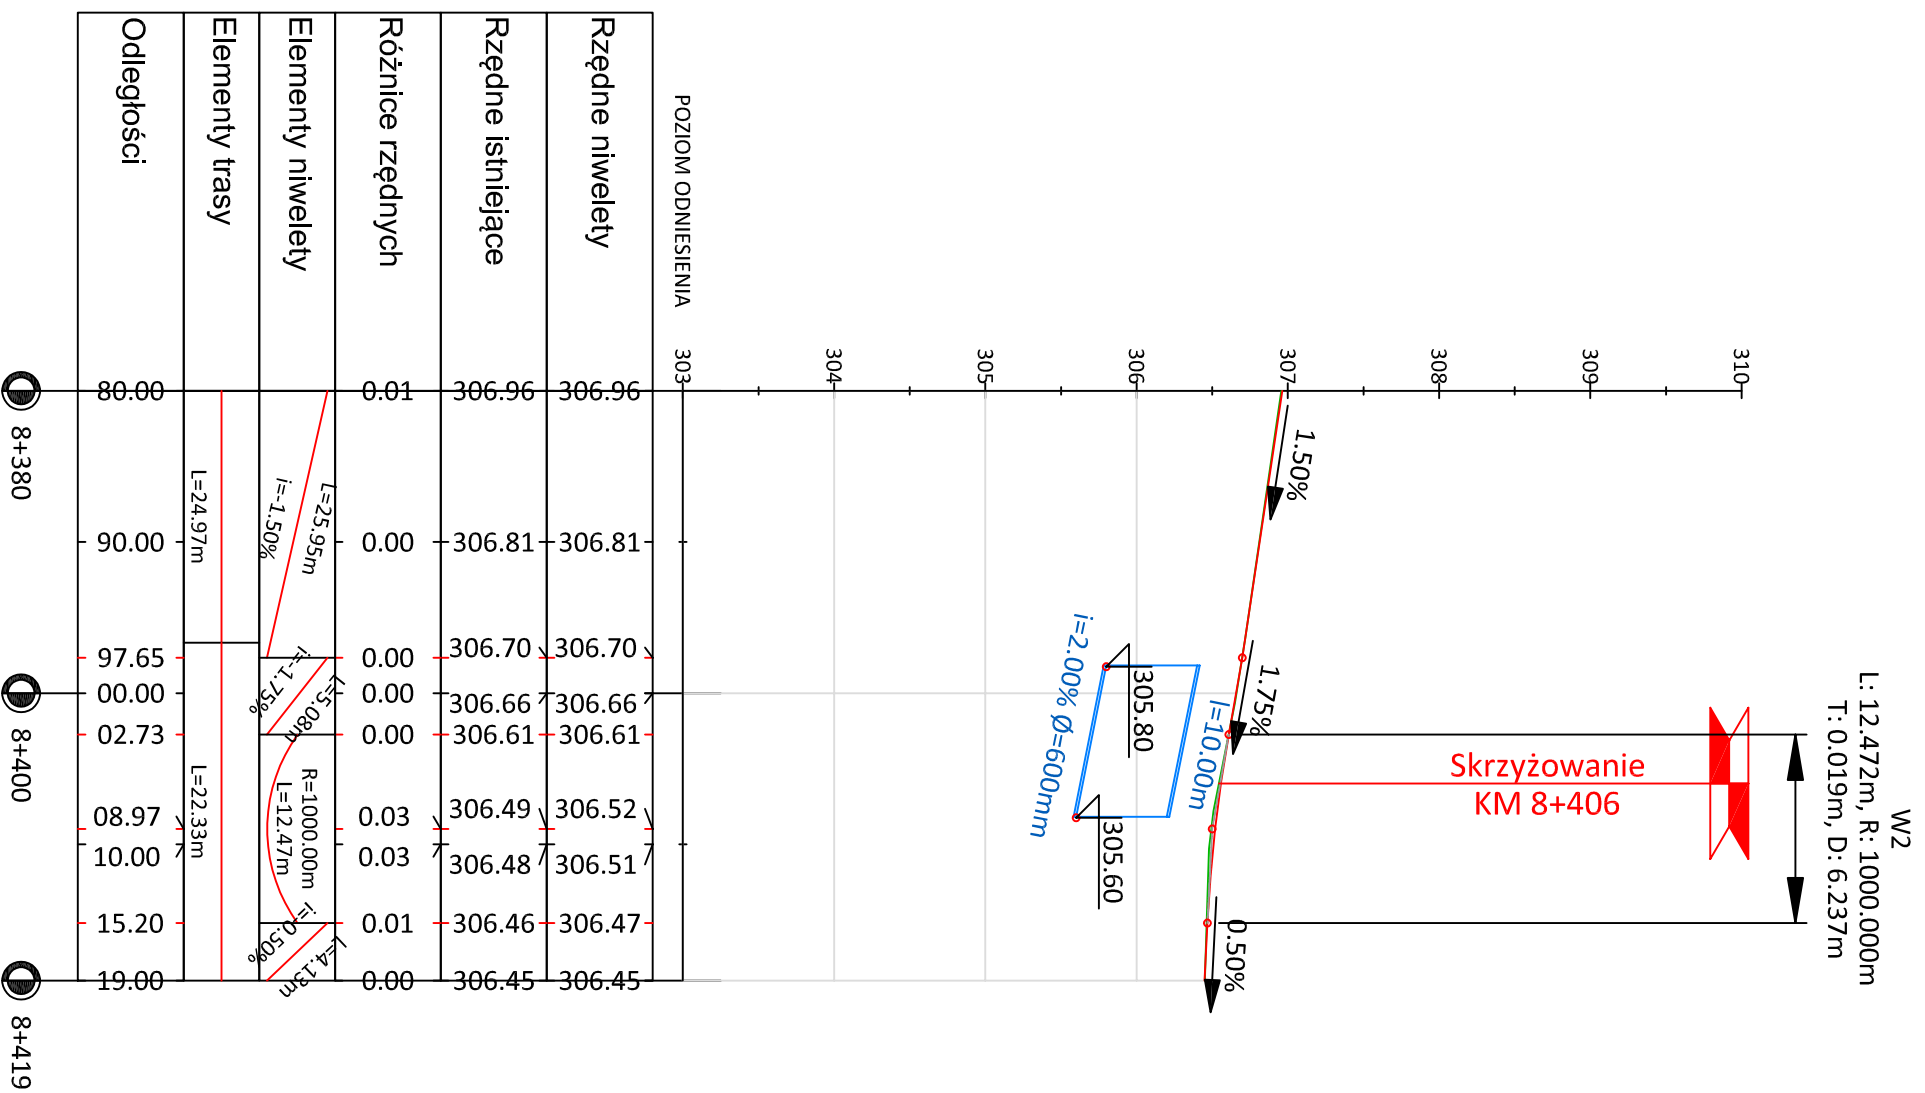 W2
L: 12.472m, R: 1000.000m
T: 0.019m, D: 6.237m
Skrzyżowanie
KM 8+406
310
309
308
307
306
305
304
303
1.50%
1.75%
0.50%
l=10.00m
i=2.00% Ø=600mm
305.80
305.60
POZIOM ODNIESIENIA
Rzędne niwelety
306.96
306.81
306.70
306.66
306.61
306.52
306.51
306.47
306.45
Rzędne istniejące
306.96
306.81
306.70
306.66
306.61
306.49
306.48
306.46
306.45
Różnice rzędnych
0.01
0.00
0.00
0.00
0.00
0.03
0.03
0.01
0.00
Elementy niwelety
L=25.95m
i=-1.50%
L=5.08m
i=-1.75%
R=1000.00m
L=12.47m
L=4.13m
i=-0.50%
Elementy trasy
L=24.97m
L=22.33m
Odległości
80.00
90.00
97.65
00.00
02.73
08.97
10.00
15.20
19.00
8+380
8+400
8+419